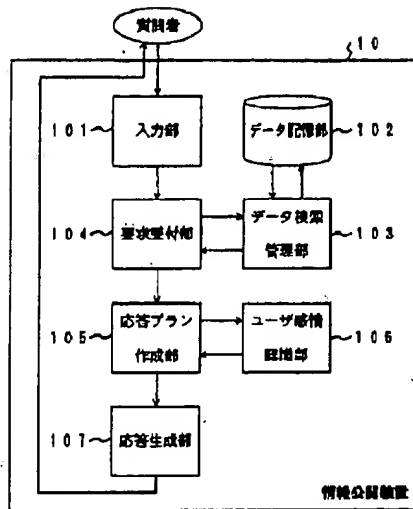 質問者
10
101
入力部
データ記憶部
102
104
要求受付部
データ検索
管理部
103
105
応答プラン
作成部
ユーザ感情
認識部
106
107
応答生成部
情報公開装置